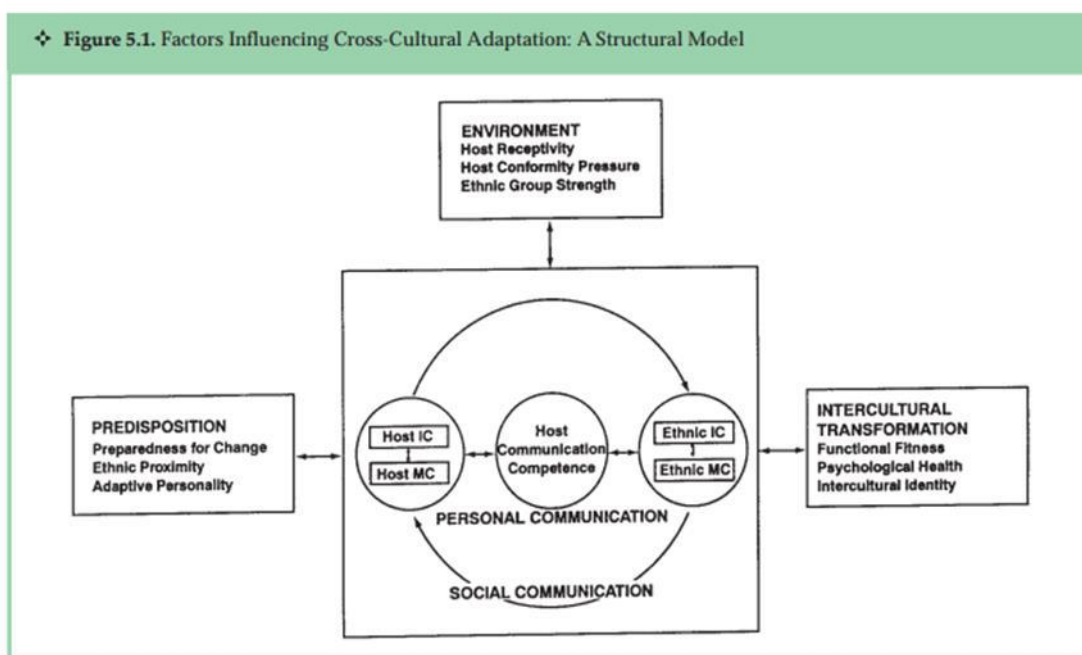 ❖ Figure 5.1. Factors Influencing Cross-Cultural Adaptation: A Structural Model
ENVIRONMENT
Host Receptivity
Host Conformity Pressure
Ethnic Group Strength
PREDISPOSITION
Preparedness for Change
Ethnic Proximity
Adaptive Personality
Host IC
Host MC
Host
Communication
Competence
Ethnic IC
Ethnic MC
PERSONAL COMMUNICATION
SOCIAL COMMUNICATION
INTERCULTURAL
TRANSFORMATION
Functional Fitness
Psychological Health
Intercultural Identity